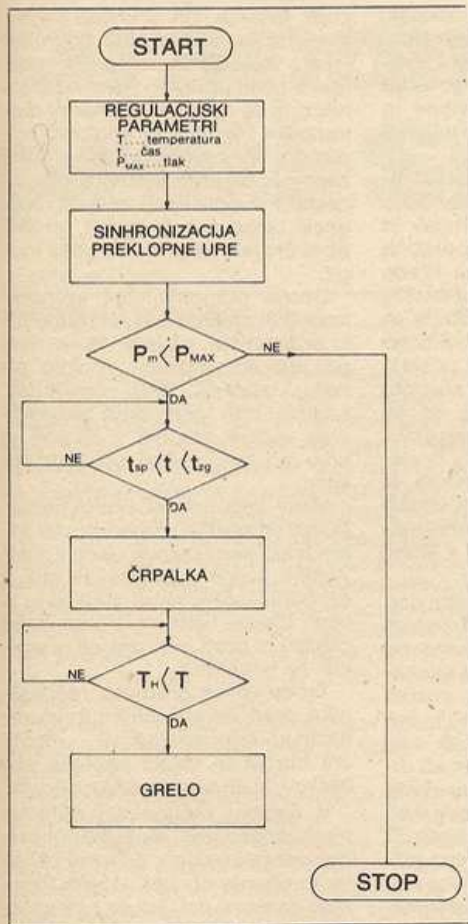 START
REGULACIJSKI
PARAMETRI
T....temperatura
t....čas
PMAX...tlak
SINHRONIZACIJA
PREKLOPNE URE
Pm < PMAX
NE
DA
NE
tsp < t < tzg
DA
ČRPALKA
NE
TH < T
DA
GRELO
STOP